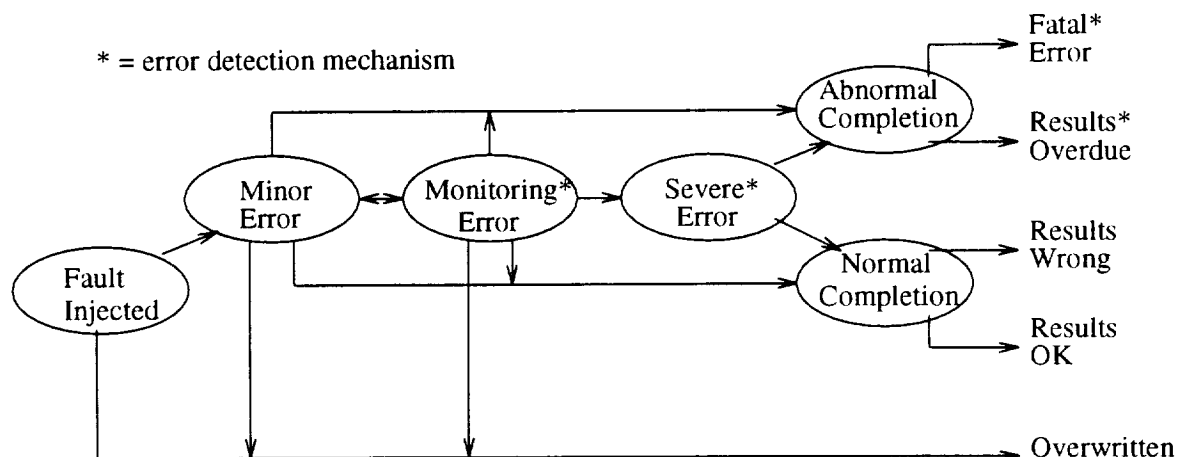 * = error detection mechanism
Fatal*
Error
Abnormal
Completion
Results*
Overdue
Minor
Error
Monitoring*
Error
Severe*
Error
Results
Wrong
Normal
Completion
Fault
Injected
Results
OK
Overwritten